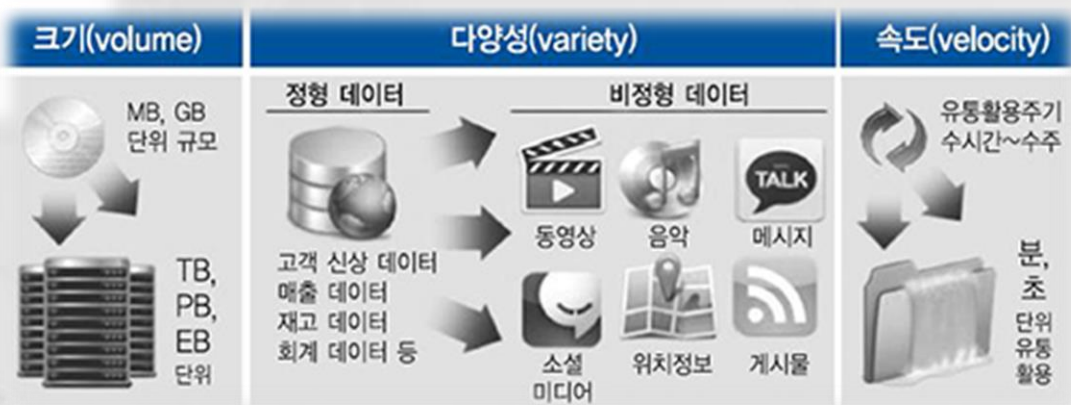 크기(volume)
다양성(variety)
속도(velocity)
MB, GB
단위 규모
TB,
PB,
EB
단위
정형 데이터
고객 신상 데이터
매출 데이터
재고 데이터
회계 데이터 등
비정형 데이터
동영상
음악
TALK
메시지
소셜
미디어
위치정보
게시물
유통활용주기
수시간~수주
분,
초
단위
유통
활용